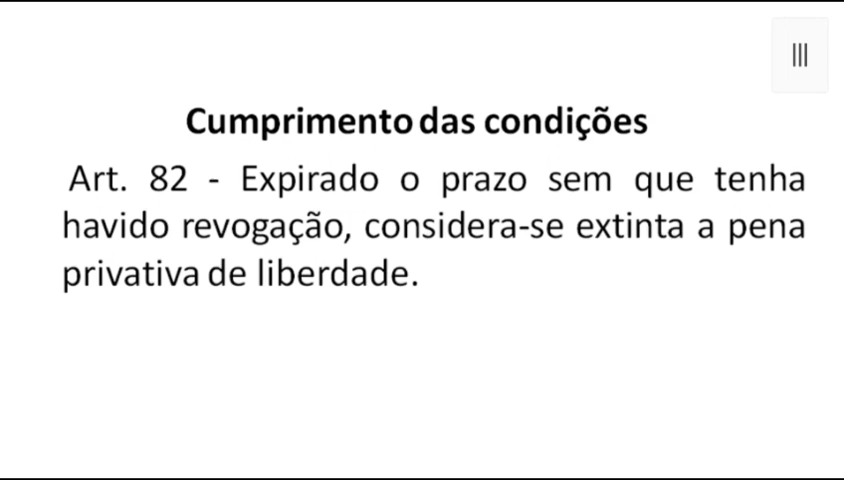 Cumprimento das condições
Art. 82 - Expirado o prazo sem que tenha
havido revogação, considera-se extinta a pena
privativa de liberdade.